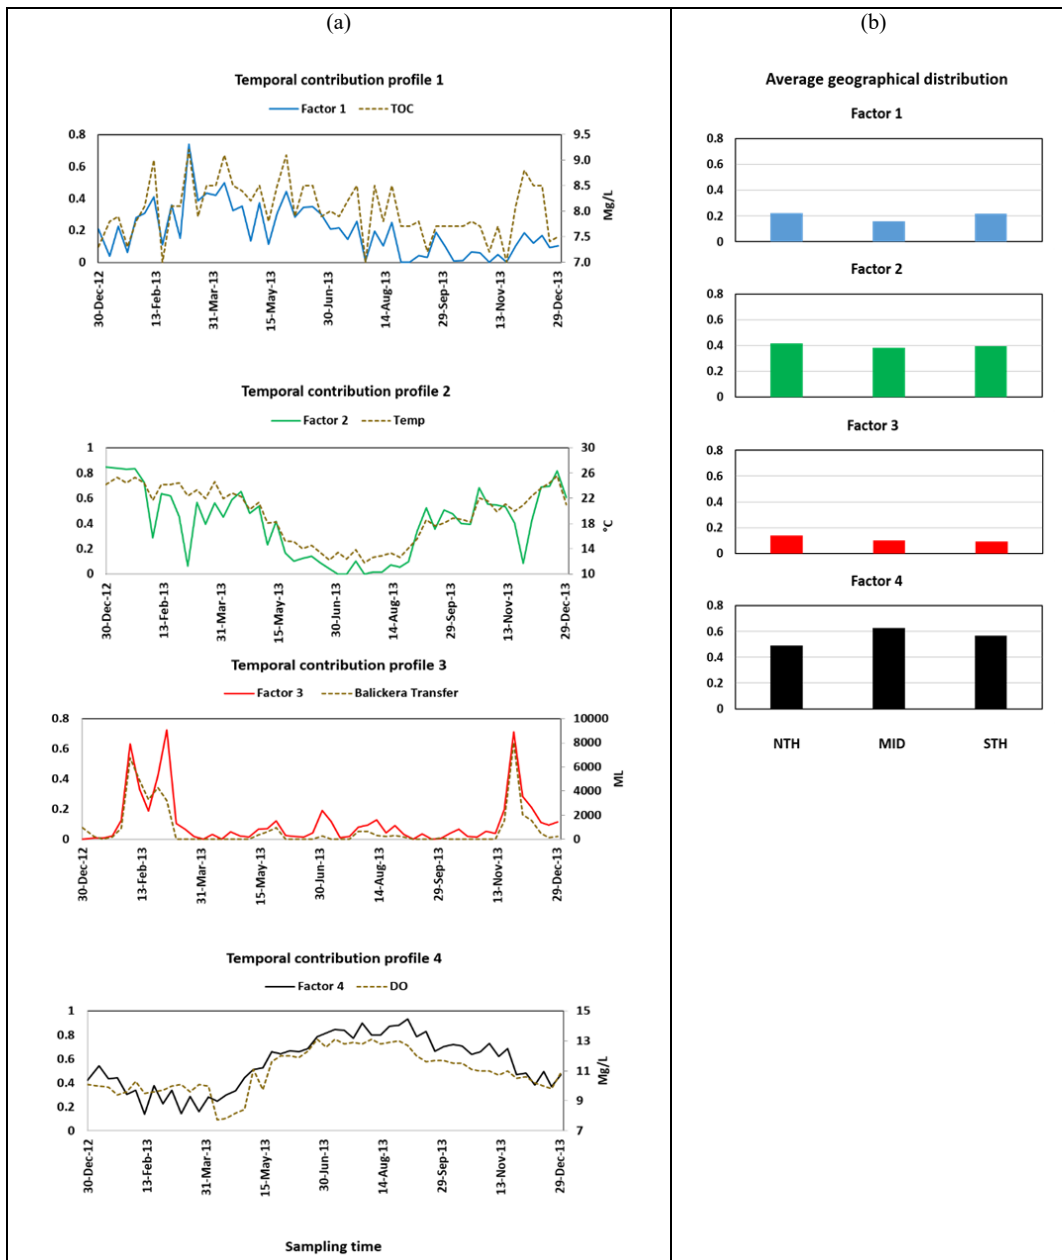 (a)
Temporal contribution profile 1
Factor 1 TOC
0.8
0.6
0.4
0.2
0
9.5
9.0
8.5
8.0
7.5
7.0
Mg/L
30-Dec-12
13-Feb-13
31-Mar-13
15-May-13
30-Jun-13
14-Aug-13
29-Sep-13
13-Nov-13
29-Dec-13
Temporal contribution profile 2
Factor 2 Temp
1
0.8
0.6
0.4
0.2
0
30
26
22
18
14
10
°C
30-Dec-12
13-Feb-13
31-Mar-13
15-May-13
30-Jun-13
14-Aug-13
29-Sep-13
13-Nov-13
29-Dec-13
Temporal contribution profile 3
Factor 3 Balickera Transfer
0.8
0.6
0.4
0.2
0
10000
8000
6000
4000
2000
0
ML
30-Dec-12
13-Feb-13
31-Mar-13
15-May-13
30-Jun-13
14-Aug-13
29-Sep-13
13-Nov-13
29-Dec-13
Temporal contribution profile 4
Factor 4 DO
1
0.8
0.6
0.4
0.2
0
15
13
11
9
7
Mg/L
30-Dec-12
13-Feb-13
31-Mar-13
15-May-13
30-Jun-13
14-Aug-13
29-Sep-13
13-Nov-13
29-Dec-13
Sampling time
(b)
Average geographical distribution
Factor 1
0.8
0.6
0.4
0.2
0
Factor 2
0.8
0.6
0.4
0.2
0
Factor 3
0.8
0.6
0.4
0.2
0
Factor 4
0.8
0.6
0.4
0.2
0
NTH MID STH